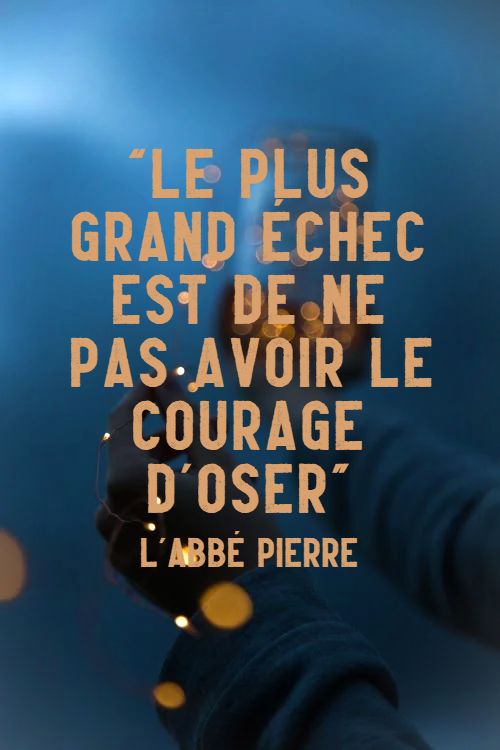 “LE PLUS
GRAND ÉCHEC
EST DE NE
PAS AVOIR LE
COURAGE
D'OSER”
L'ABBÉ PIERRE